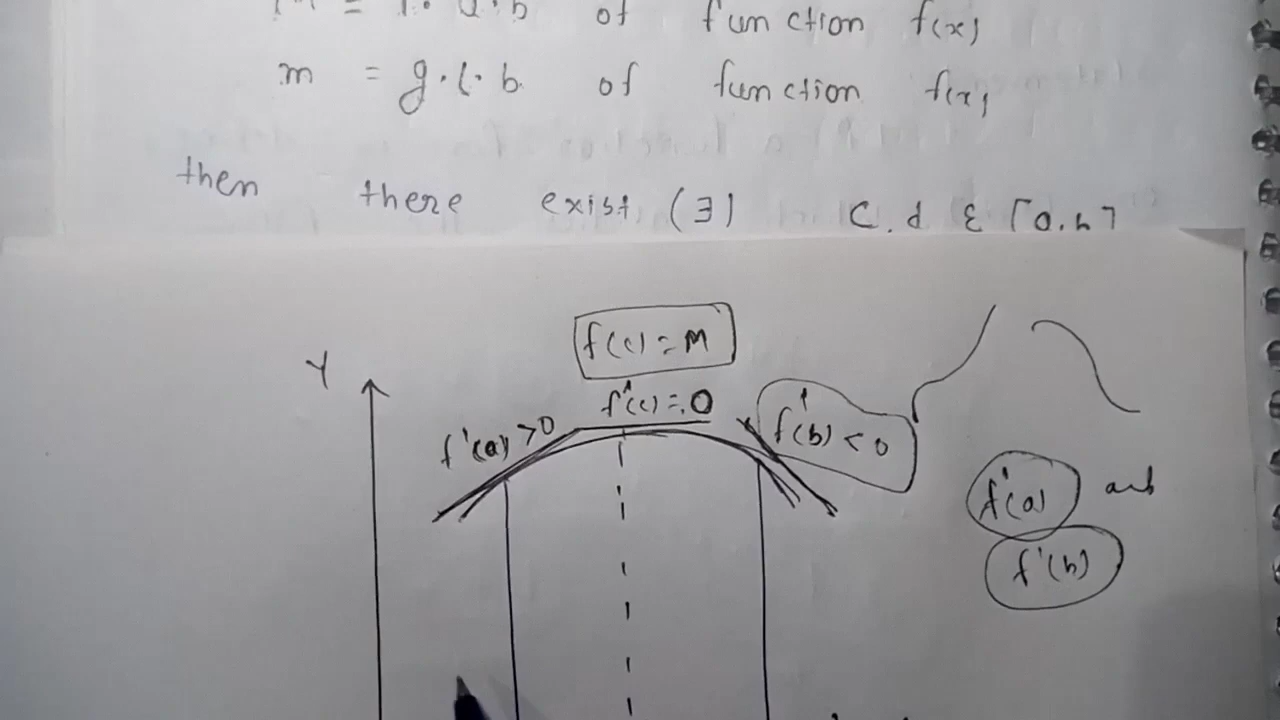 of function f(x)
m = g.l.b of function f(x)
then there exist (∃) C.d ε [a.b]
f(c) = M
Y
f'(a) > 0
f'(c) = 0
f'(b) < 0
f'(a) and
f'(b)